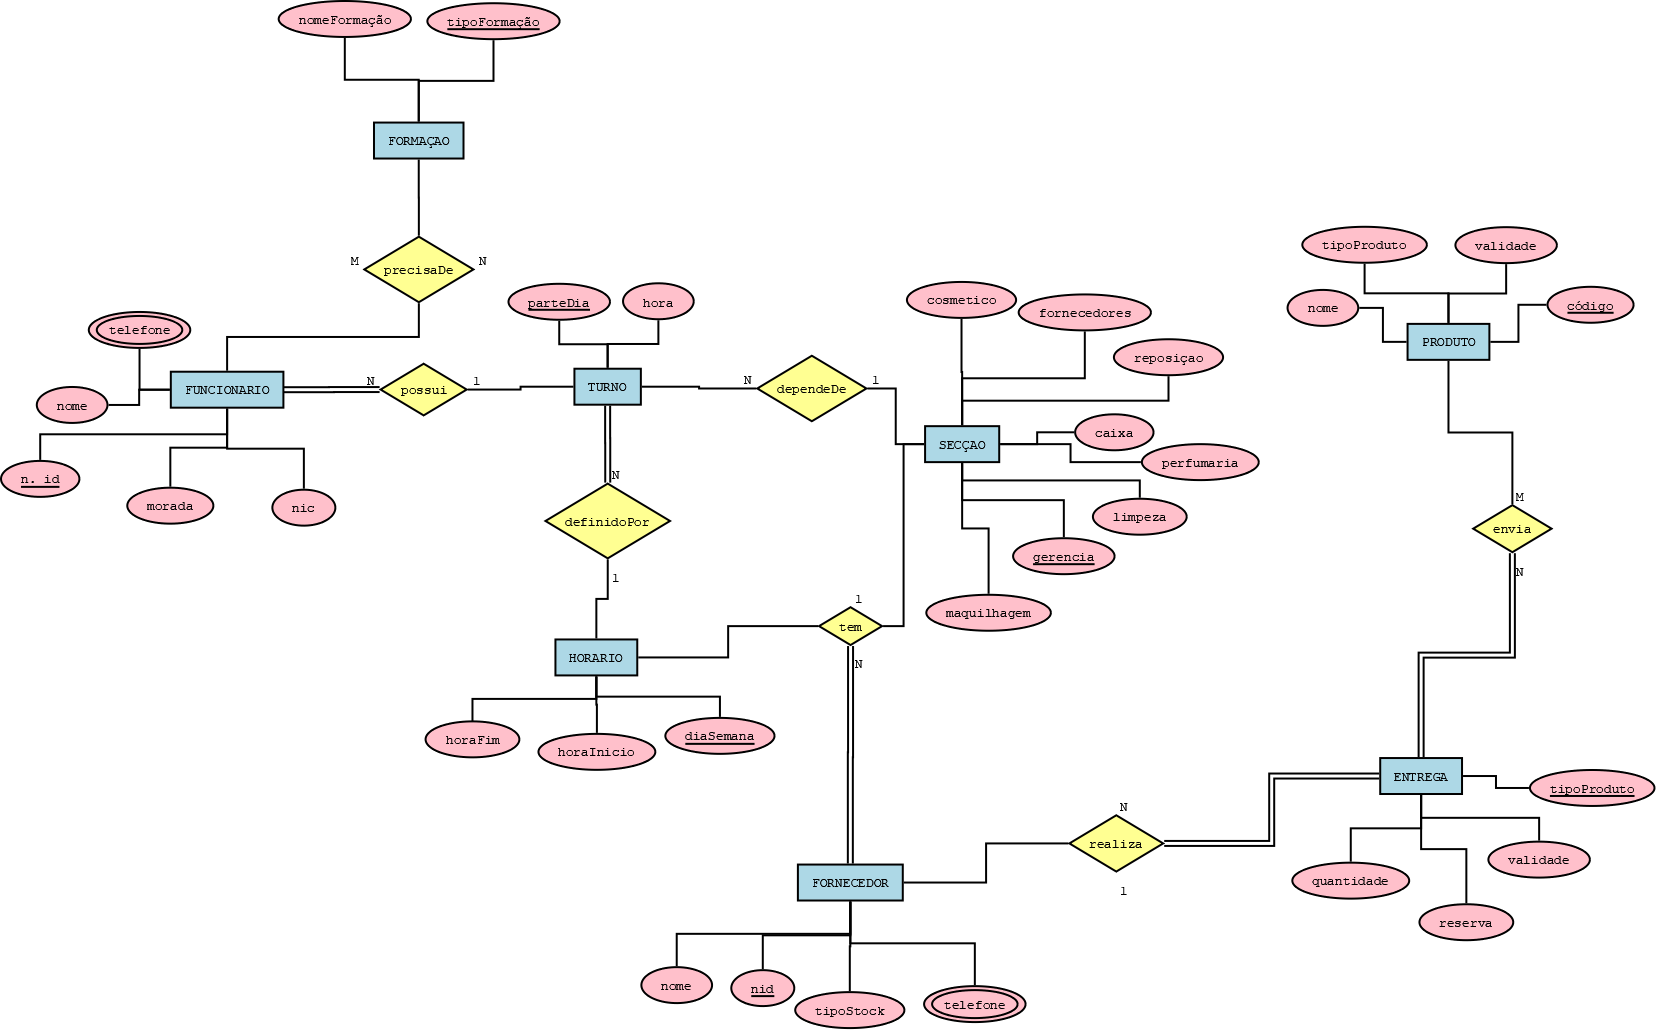 nomeFormação
tipoFormação
FORMAÇAO
M
precisaDe
N
telefone
nome
FUNCIONARIO
n. id
morada
nic
N
possui
1
parteDia
hora
TURNO
N
dependeDe
1
cosmetico
fornecedores
reposiçao
SECÇAO
caixa
perfumaria
limpeza
gerencia
maquilhagem
tipoProduto
validade
nome
código
PRODUTO
M
envia
N
N
definidoPor
1
1
tem
N
HORARIO
horaFim
horaInicio
diaSemana
ENTREGA
tipoProduto
quantidade
validade
reserva
N
realiza
1
FORNECEDOR
nome
nid
tipoStock
telefone